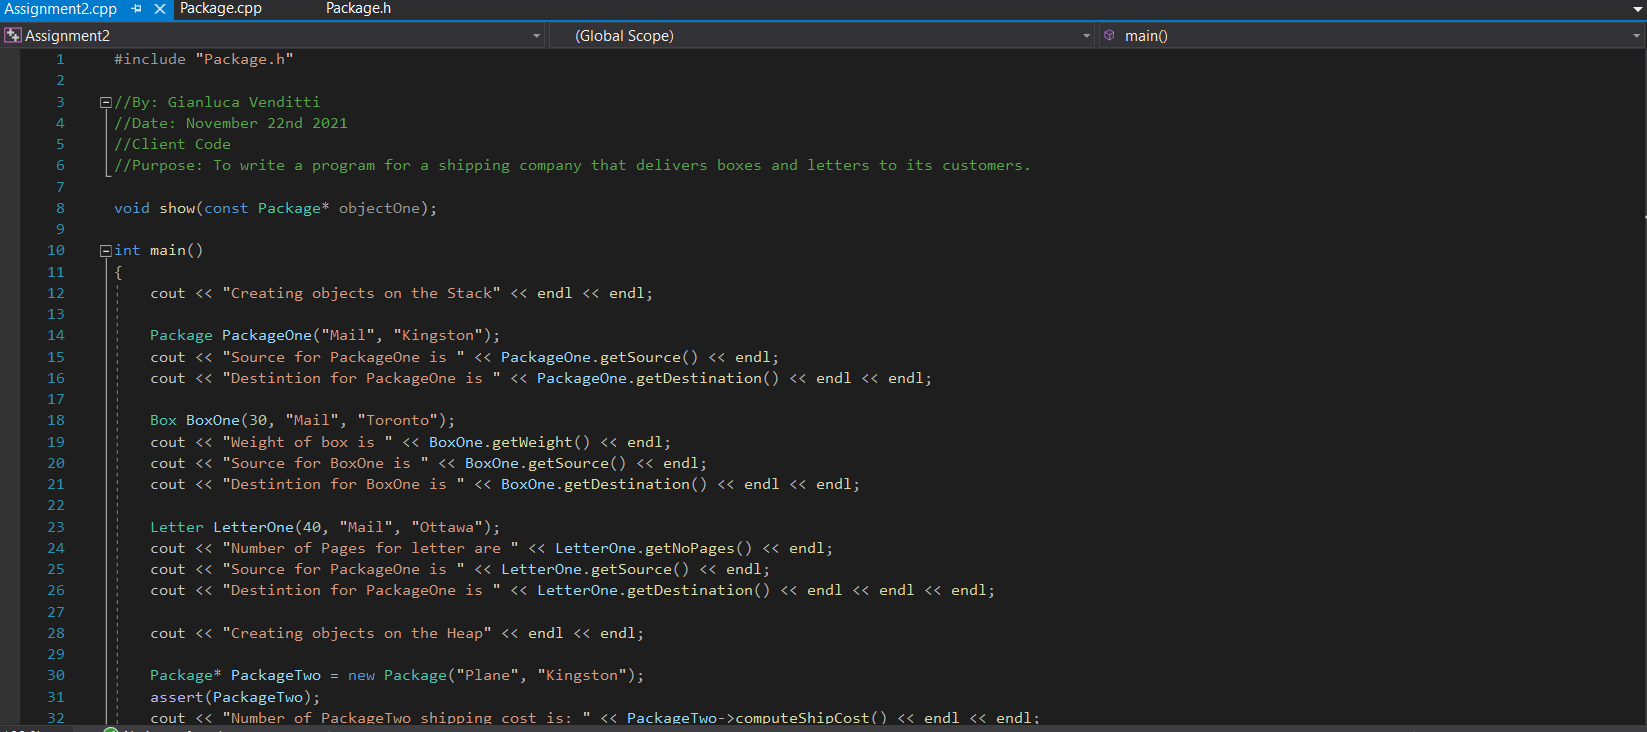 Assignment2.cpp Package.cpp Package.h
Assignment2 (Global Scope) main()
1 #include "Package.h"
2
3 //By: Gianluca Venditti
4 //Date: November 22nd 2021
5 //Client Code
6 //Purpose: To write a program for a shipping company that delivers boxes and letters to its customers.
7
8 void show(const Package* objectOne);
9
10 int main()
11 {
12 cout << "Creating objects on the Stack" << endl << endl;
13
14 Package PackageOne("Mail", "Kingston");
15 cout << "Source for PackageOne is " << PackageOne.getSource() << endl;
16 cout << "Destintion for PackageOne is " << PackageOne.getDestination() << endl << endl;
17
18 Box BoxOne(30, "Mail", "Toronto");
19 cout << "Weight of box is " << BoxOne.getWeight() << endl;
20 cout << "Source for BoxOne is " << BoxOne.getSource() << endl;
21 cout << "Destintion for BoxOne is " << BoxOne.getDestination() << endl << endl;
22
23 Letter LetterOne(40, "Mail", "Ottawa");
24 cout << "Number of Pages for letter are " << LetterOne.getNoPages() << endl;
25 cout << "Source for PackageOne is " << LetterOne.getSource() << endl;
26 cout << "Destintion for PackageOne is " << LetterOne.getDestination() << endl << endl << endl;
27
28 cout << "Creating objects on the Heap" << endl << endl;
29
30 Package* PackageTwo = new Package("Plane", "Kingston");
31 assert(PackageTwo);
32 cout << "Number of PackageTwo shipping cost is: " << PackageTwo->computeShipCost() << endl << endl;